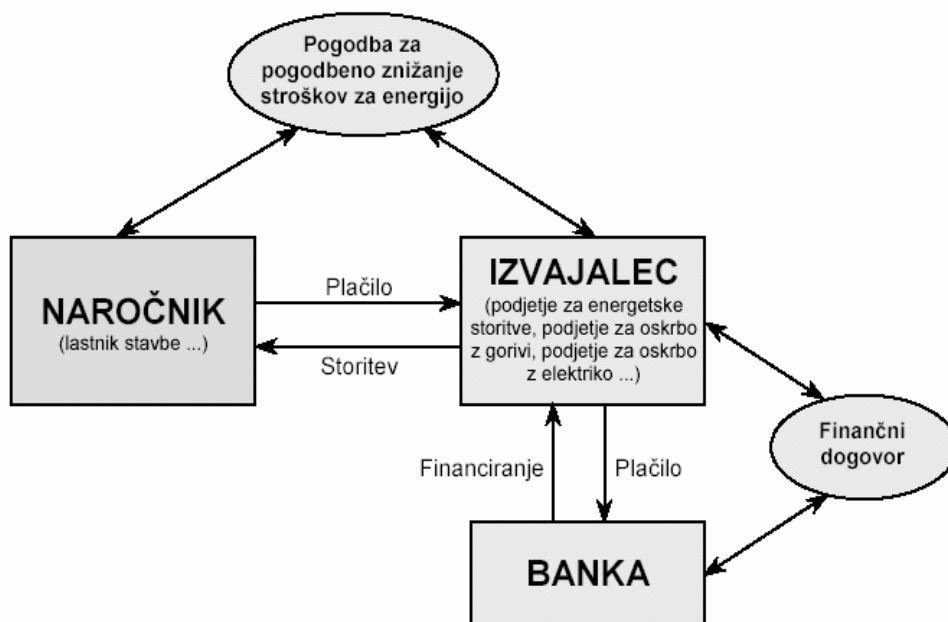 Pogodba za
pogodbeno znižanje
stroškov za energijo
NAROČNIK
(lastnik stavbe ...)
Plačilo
Storitev
IZVAJALEC
(podjetje za energetske
storitve, podjetje za oskrbo
z gorivi, podjetje za oskrbo
z elektriko ...)
Finančni
dogovor
Financiranje
Plačilo
BANKA